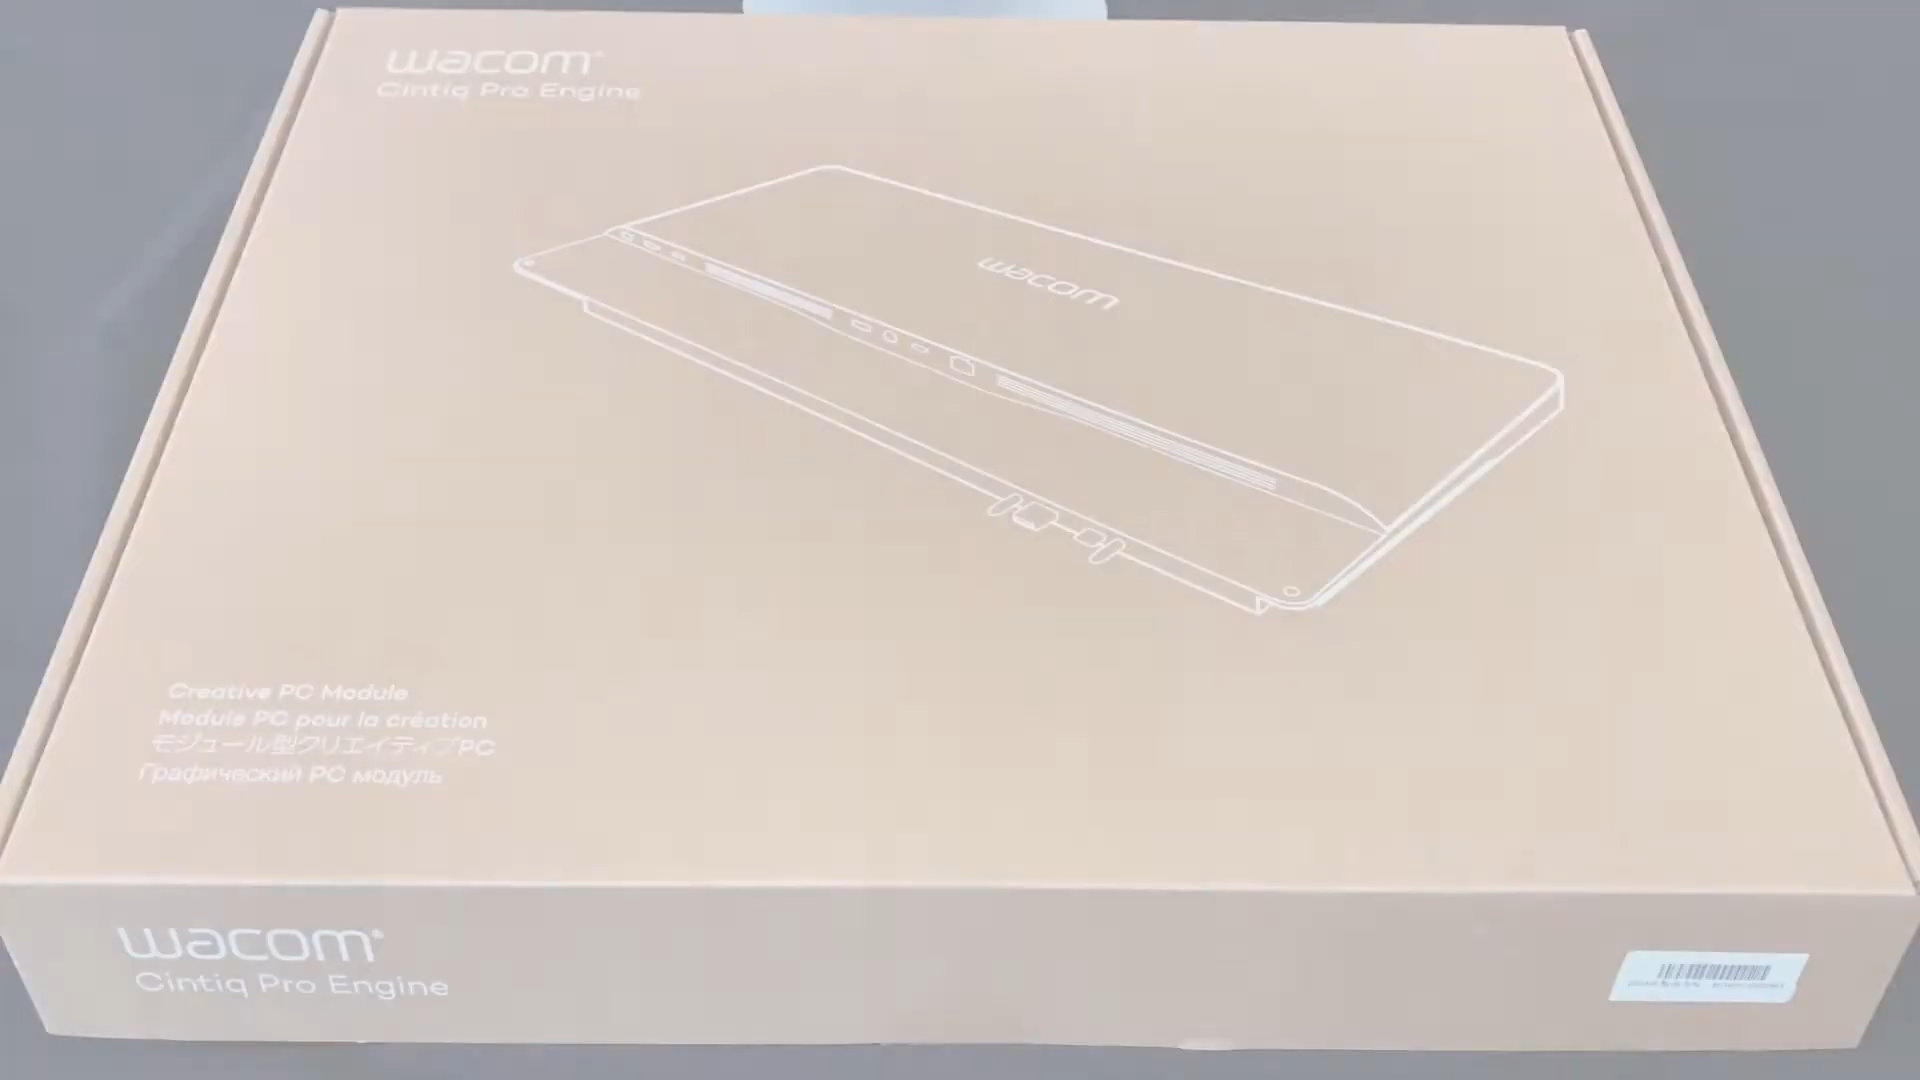 wacom
Cintiq Pro Engine
wacom
Creative PC Module
Module PC pour la création
モジュール型クリエイティブPC
Графический PC модуль
wacom
Cintiq Pro Engine